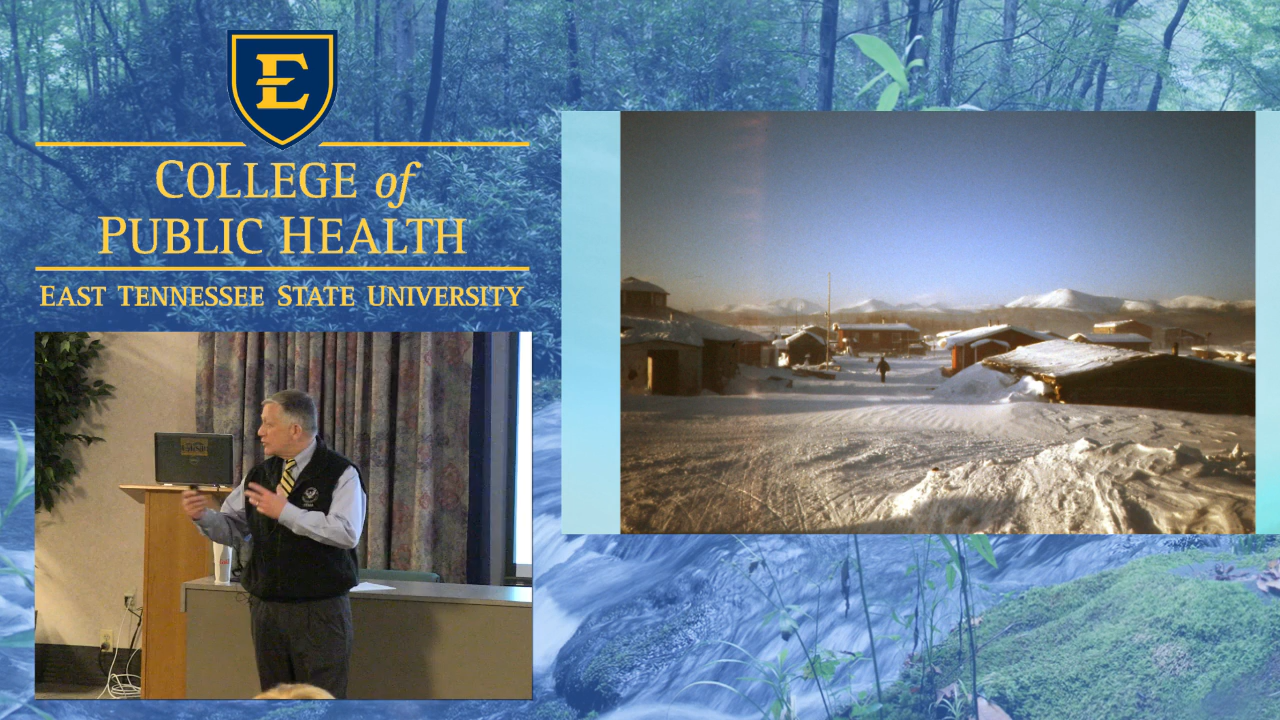 E
COLLEGE of
PUBLIC HEALTH
EAST TENNESSEE STATE UNIVERSITY